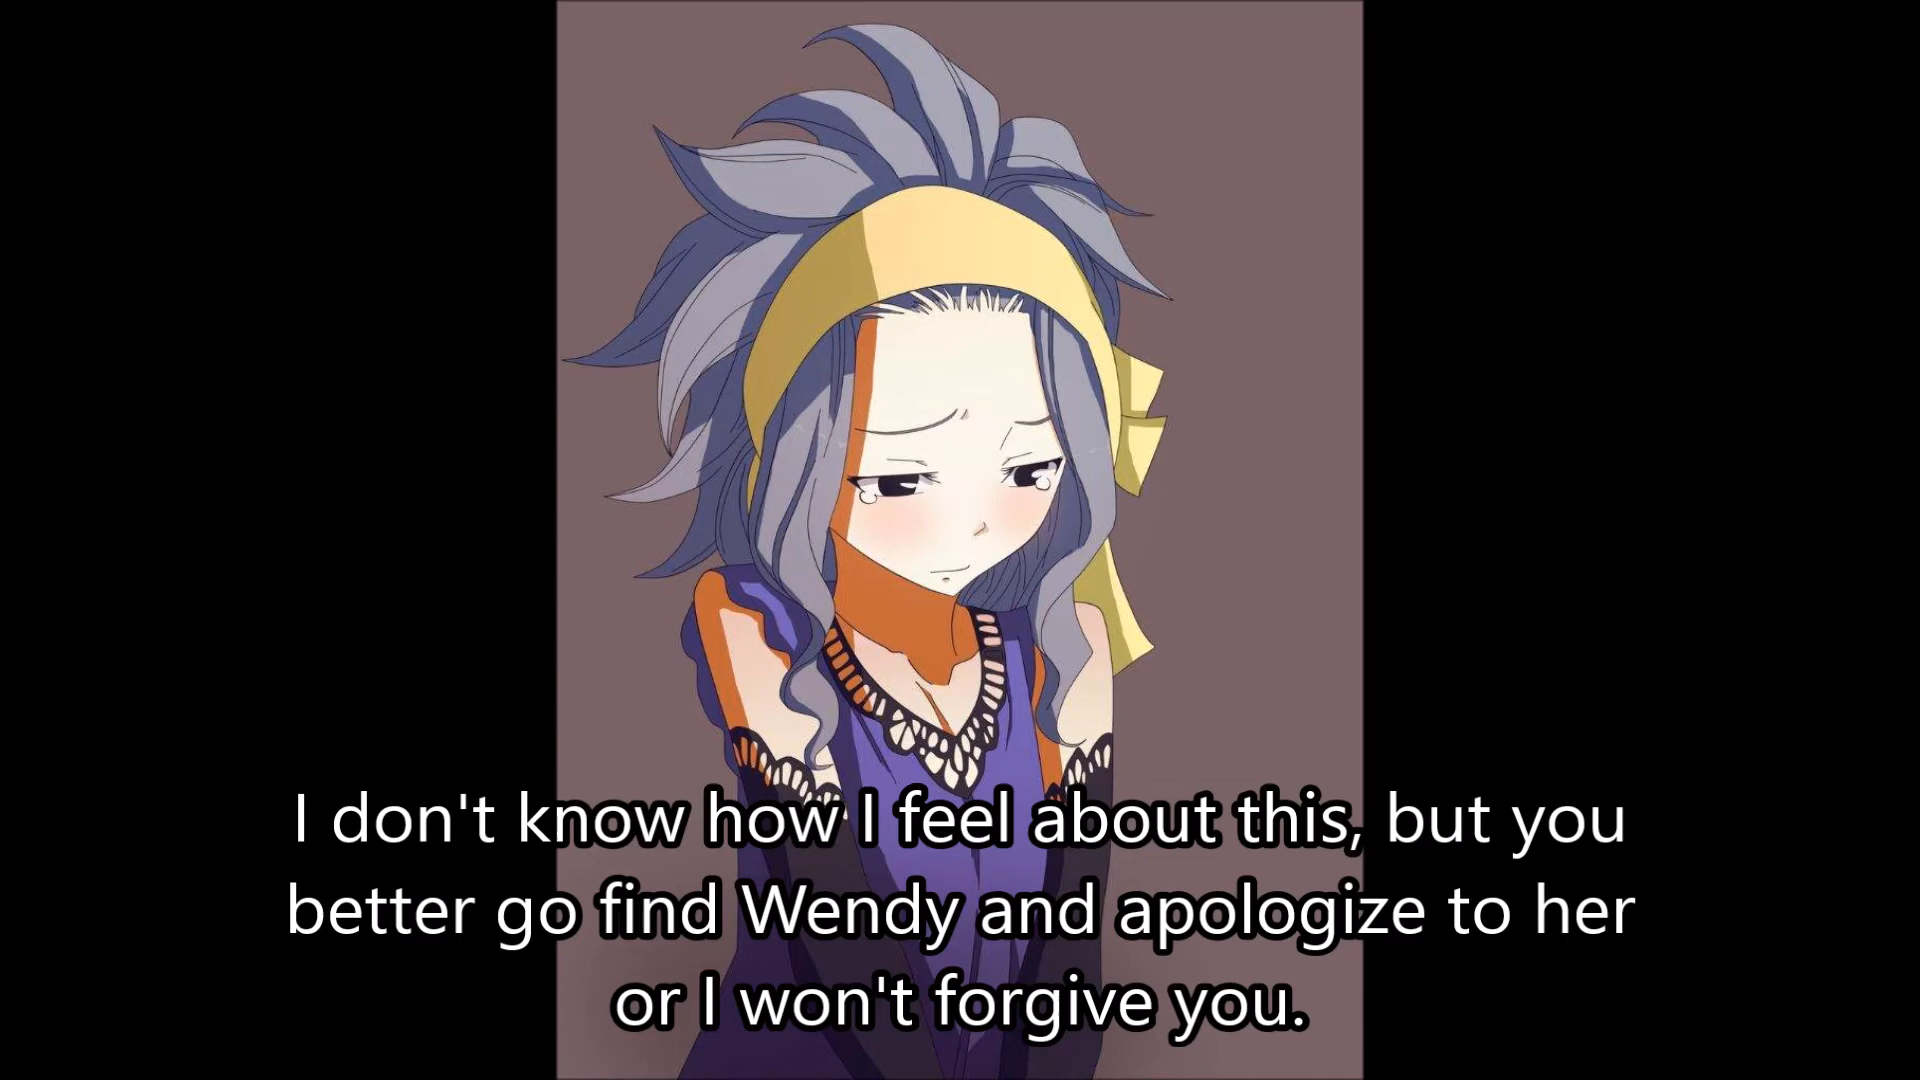 I don't know how I feel about this, but you
better go find Wendy and apologize to her
or I won't forgive you.